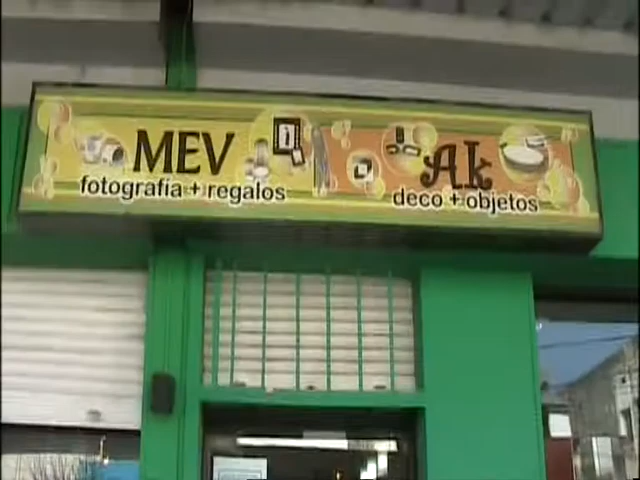 MEV
fotografía + regalos
Ak
deco + objetos